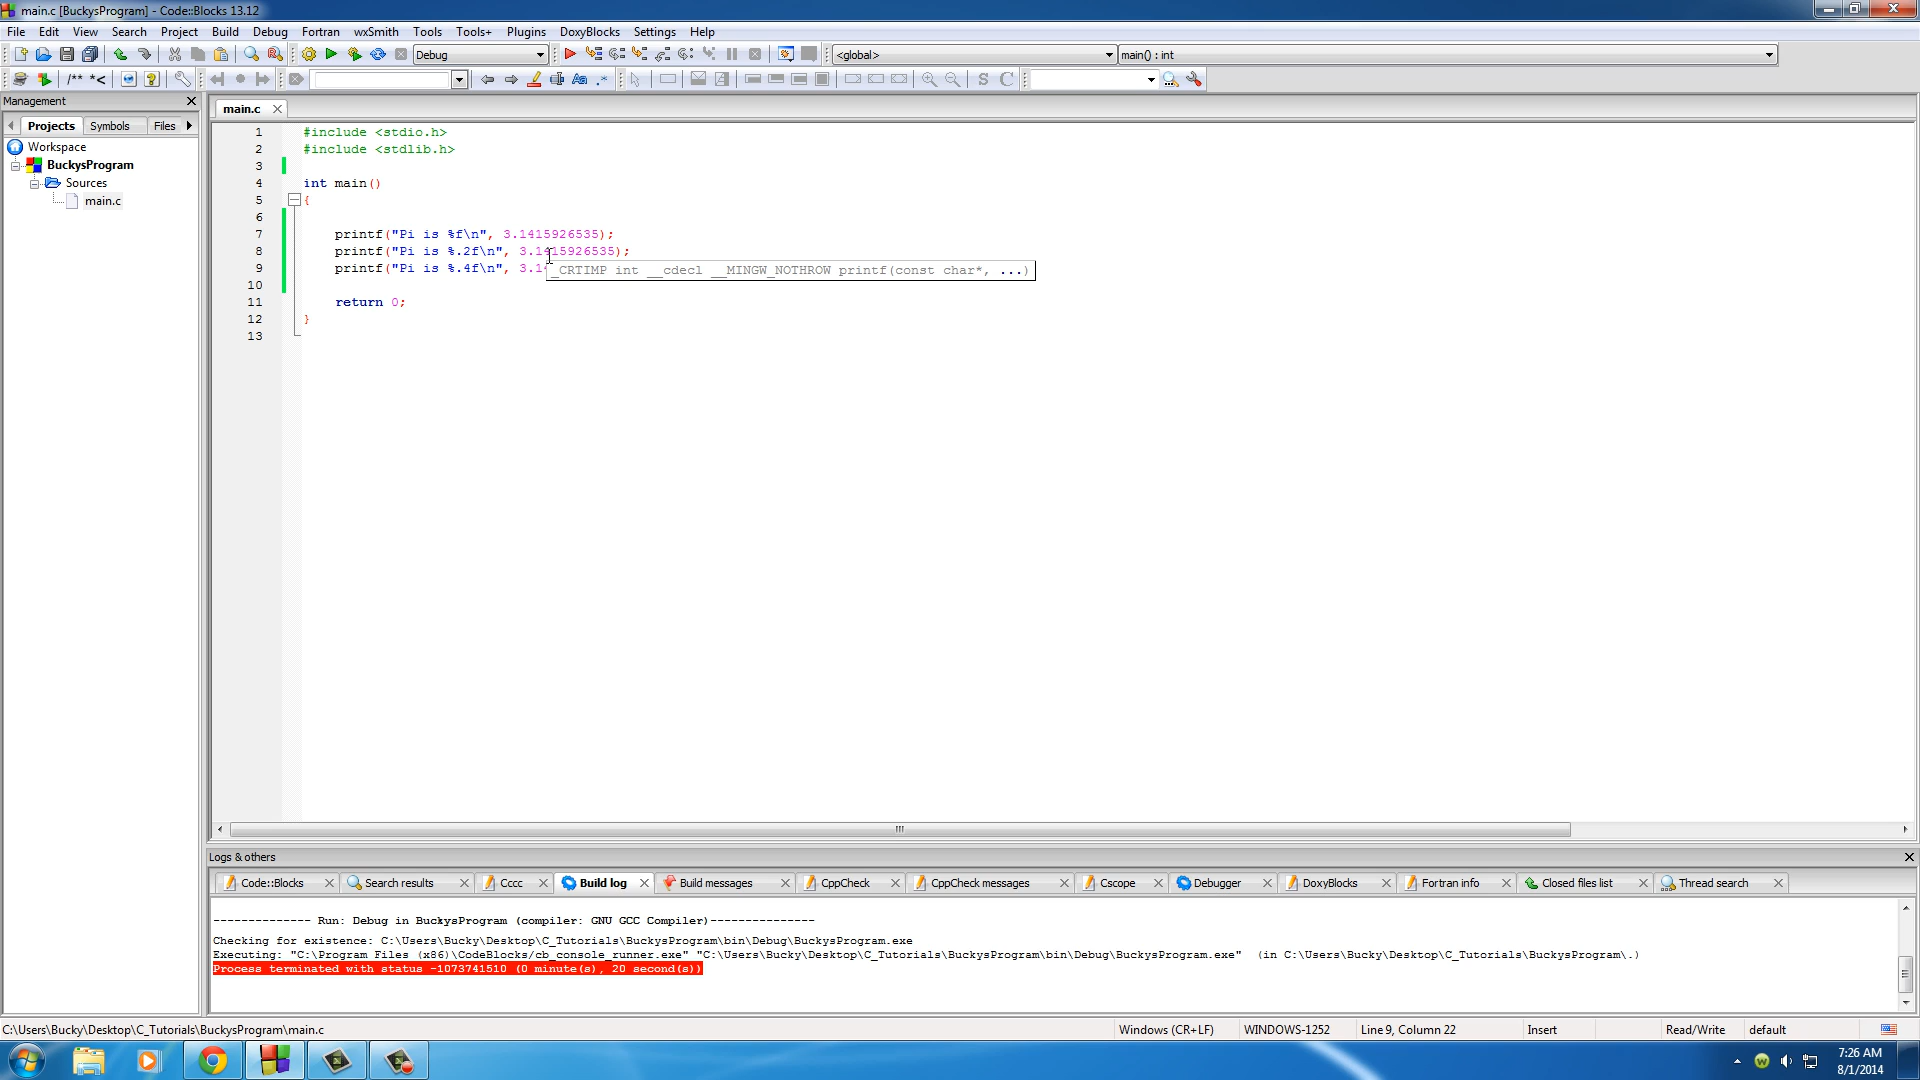 main.c [BuckysProgram] - Code::Blocks 13.12
File Edit View Search Project Build Debug Fortran wxSmith Tools Tools+ Plugins DoxyBlocks Settings Help
Debug <global> main() : int
/** *<
Management
main.c
Projects Symbols Files
Workspace
BuckysProgram
Sources
main.c
1 #include <stdio.h>
2 #include <stdlib.h>
3
4 int main()
5 {
6
7 printf("Pi is %f\n", 3.1415926535);
8 printf("Pi is %.2f\n", 3.1415926535);
9 printf("Pi is %.4f\n", 3.14
_CRTIMP int __cdecl __MINGW_NOTHROW printf(const char*, ...)
10
11 return 0;
12 }
13
Logs & others
Code::Blocks Search results Cccc Build log Build messages CppCheck CppCheck messages Cscope Debugger DoxyBlocks Fortran info Closed files list Thread search
-------------- Run: Debug in BuckysProgram (compiler: GNU GCC Compiler)---------------
Checking for existence: C:\Users\Bucky\Desktop\C_Tutorials\BuckysProgram\bin\Debug\BuckysProgram.exe
Executing: "C:\Program Files (x86)\CodeBlocks/cb_console_runner.exe" "C:\Users\Bucky\Desktop\C_Tutorials\BuckysProgram\bin\Debug\BuckysProgram.exe" (in C:\Users\Bucky\Desktop\C_Tutorials\BuckysProgram\.)
Process terminated with status -1073741510 (0 minute(s), 20 second(s))
C:\Users\Bucky\Desktop\C_Tutorials\BuckysProgram\main.c Windows (CR+LF) WINDOWS-1252 Line 9, Column 22 Insert Read/Write default
7:26 AM
8/1/2014